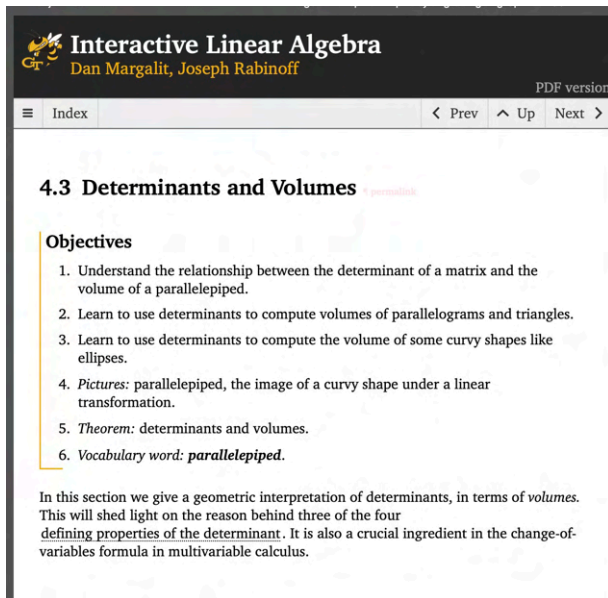 Interactive Linear Algebra
GT
Dan Margalit, Joseph Rabinoff
PDF version
≡ Index
Prev
Up
Next
4.3 Determinants and Volumes ¶ permalink
Objectives
1. Understand the relationship between the determinant of a matrix and the
volume of a parallelepiped.
2. Learn to use determinants to compute volumes of parallelograms and triangles.
3. Learn to use determinants to compute the volume of some curvy shapes like
ellipses.
4. Pictures: parallelepiped, the image of a curvy shape under a linear
transformation.
5. Theorem: determinants and volumes.
6. Vocabulary word: parallelepiped.
In this section we give a geometric interpretation of determinants, in terms of volumes.
This will shed light on the reason behind three of the four
defining properties of the determinant. It is also a crucial ingredient in the change-of-
variables formula in multivariable calculus.